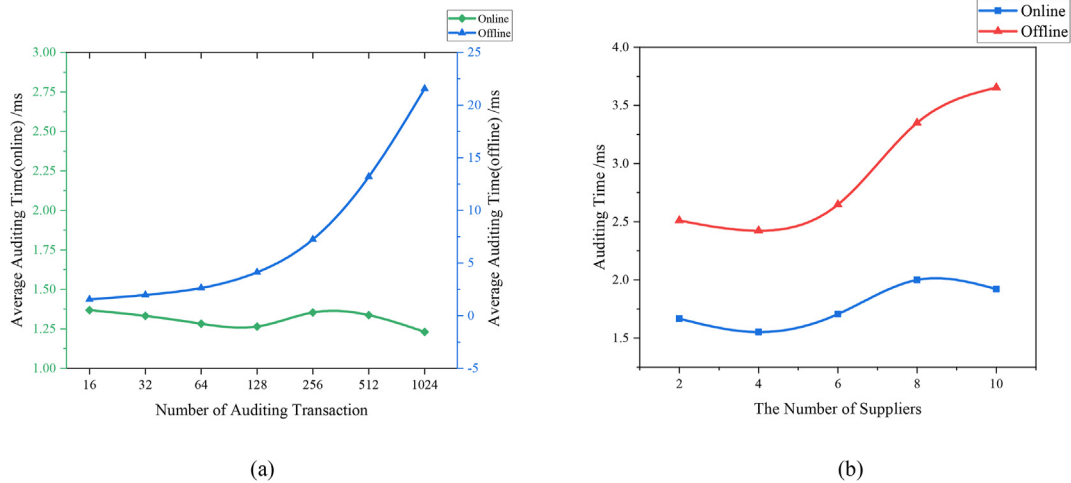 Online
Offline
3.00
2.75
2.50
2.25
2.00
1.75
1.50
1.25
1.00
Average Auditing Time(online) /ms
25
20
15
10
5
0
-5
Average Auditing Time(offline) /ms
16 32 64 128 256 512 1024
Number of Auditing Transaction
(a)
Online
Offline
4.0
3.5
3.0
2.5
2.0
1.5
Auditing Time /ms
2 4 6 8 10
The Number of Suppliers
(b)